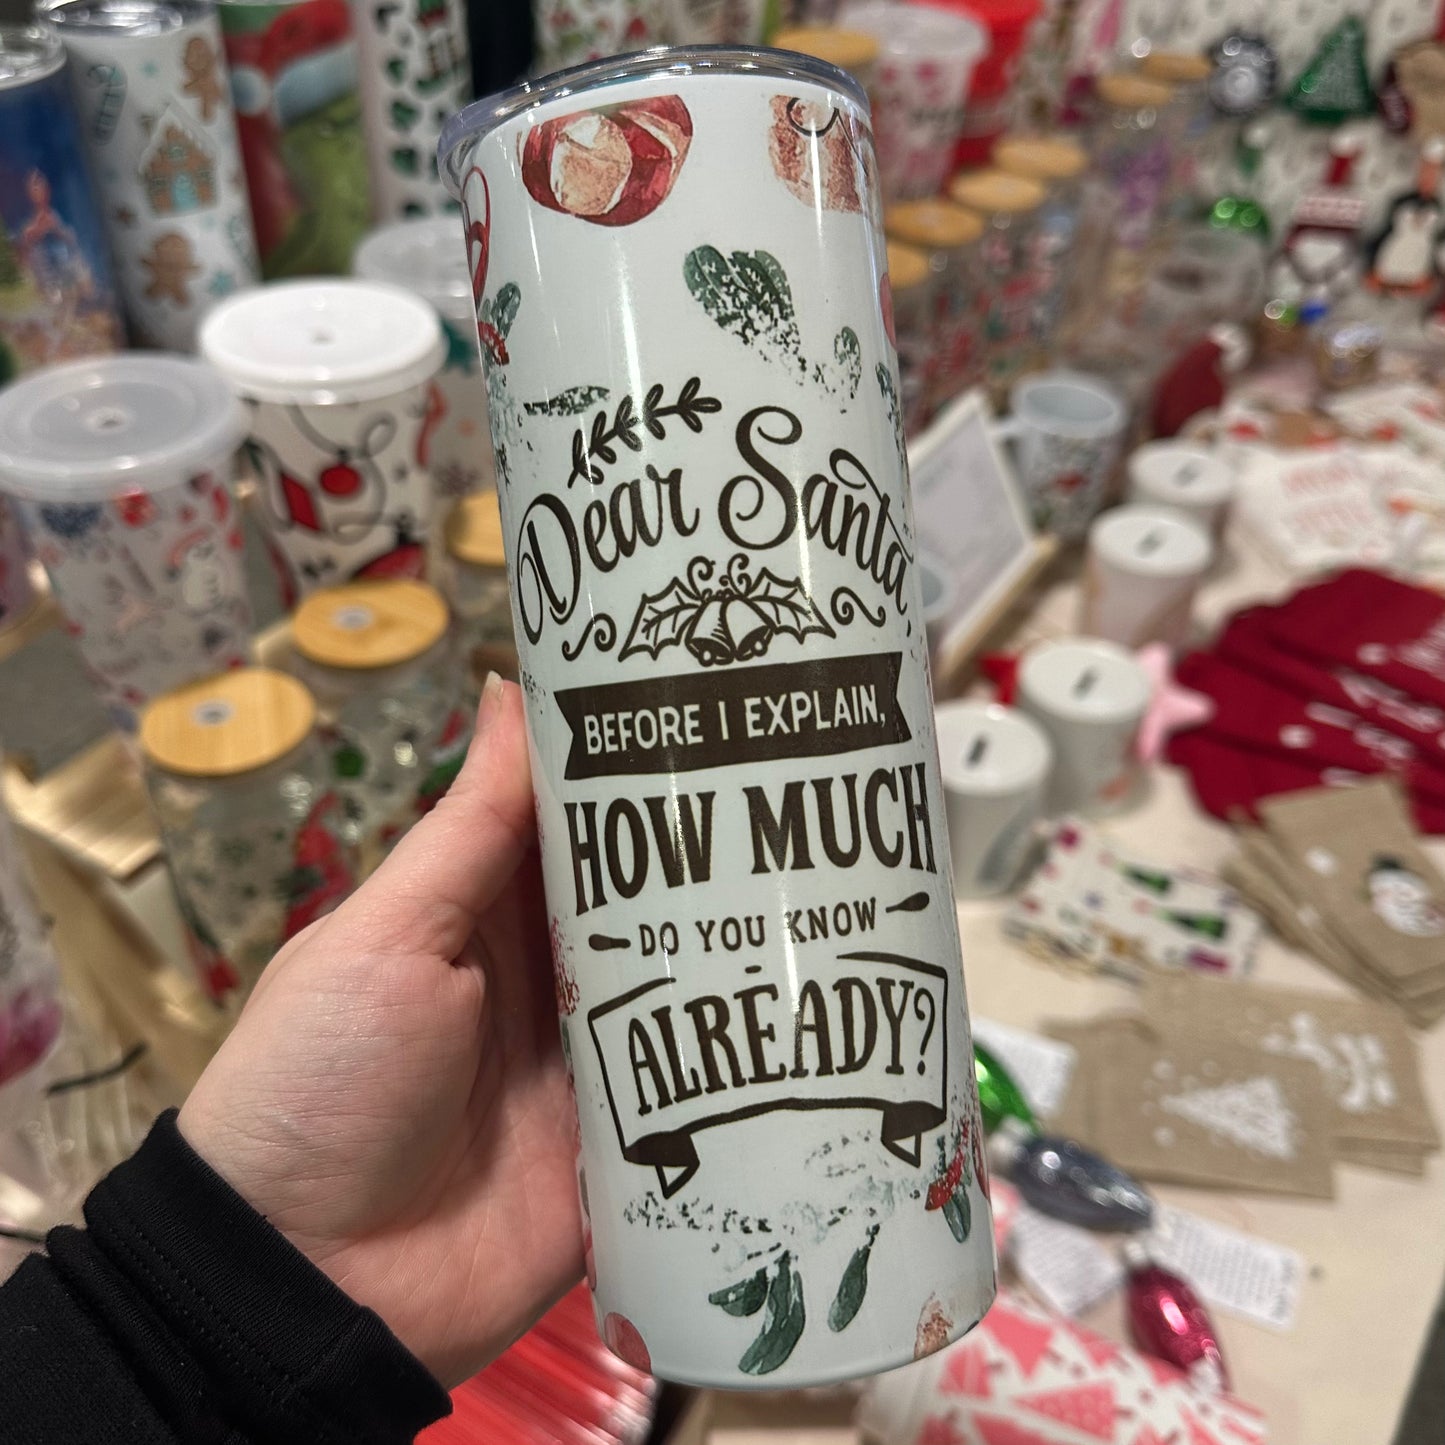 Dear Santa,
BEFORE I EXPLAIN,
HOW MUCH
DO YOU KNOW
ALREADY?